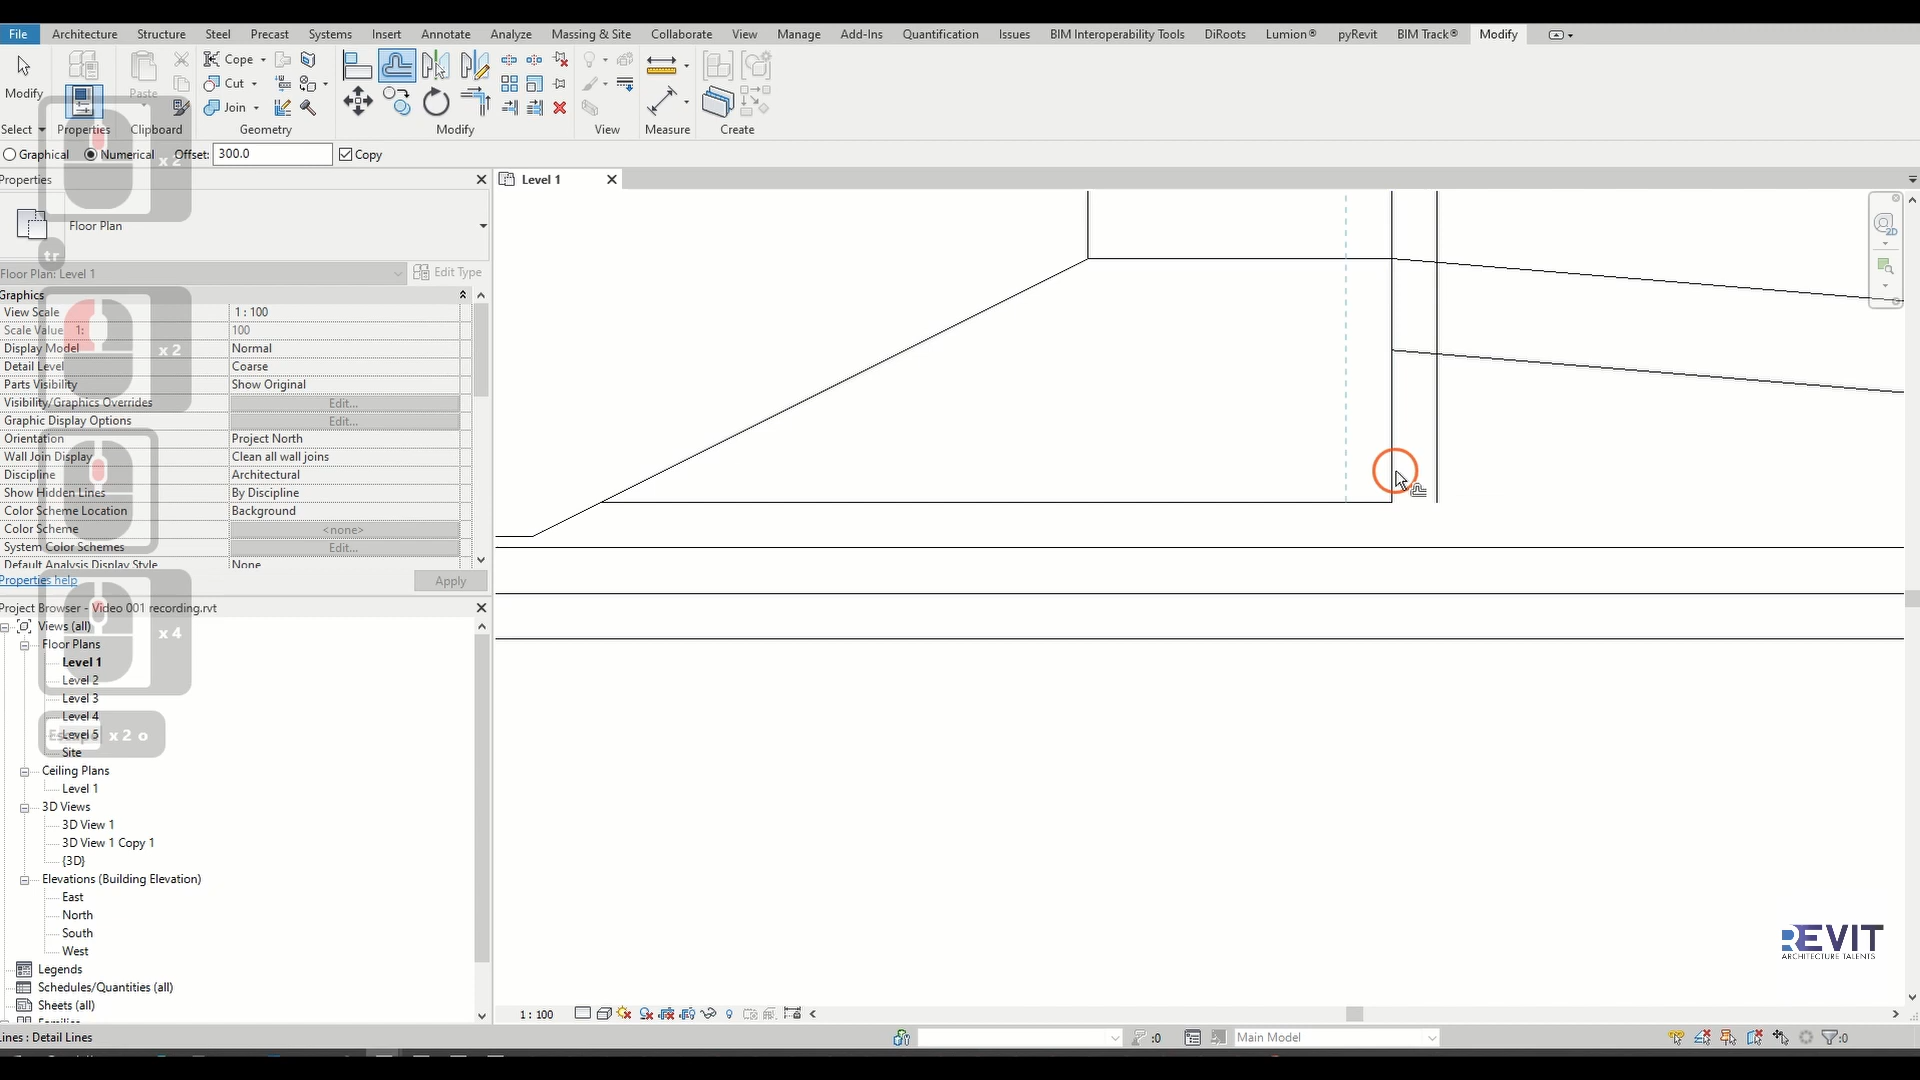 File Architecture Structure Steel Precast Systems Insert Annotate Analyze Massing & Site Collaborate View Manage Add-Ins Quantification Issues BIM Interoperability Tools DiRoots Lumion® pyRevit BIM Track® Modify
Modify Paste Cope Cut Join
Select Properties Clipboard Geometry Modify View Measure Create
Graphical Numerical Offset: 300.0 Copy
x 2
Properties
Level 1
Floor Plan
2D
tr
Floor Plan: Level 1 Edit Type
Graphics
View Scale 1 : 100
Scale Value 1: 100
Display Model Normal
x 2
Detail Level Coarse
Parts Visibility Show Original
Visibility/Graphics Overrides Edit...
Graphic Display Options Edit...
Orientation Project North
Wall Join Display Clean all wall joins
Discipline Architectural
Show Hidden Lines By Discipline
Color Scheme Location Background
Color Scheme <none>
System Color Schemes Edit...
Default Analysis Display Style None
Properties help Apply
Project Browser - Video 001 recording.rvt
Views (all)
x 4
Floor Plans
Level 1
Level 2
Level 3
Level 4
Level 5
Escape x 2 o
Site
Ceiling Plans
Level 1
3D Views
3D View 1
3D View 1 Copy 1
{3D}
Elevations (Building Elevation)
East
North
South
West
Legends
Schedules/Quantities (all)
Sheets (all)
REVIT
ARCHITECTURE TALENTS
1 : 100
Lines : Detail Lines :0 Main Model :0